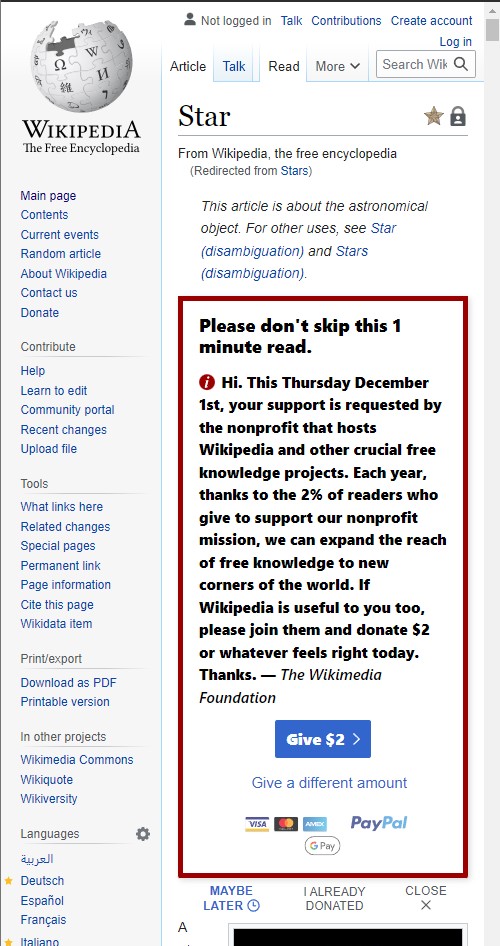 Not logged in Talk Contributions Create account
Log in
Article Talk Read More Search Wik
WIKIPEDIA
The Free Encyclopedia
Main page
Contents
Current events
Random article
About Wikipedia
Contact us
Donate
Contribute
Help
Learn to edit
Community portal
Recent changes
Upload file
Tools
What links here
Related changes
Special pages
Permanent link
Page information
Cite this page
Wikidata item
Print/export
Download as PDF
Printable version
In other projects
Wikimedia Commons
Wikiquote
Wikiversity
Languages
العربية
Deutsch
Español
Français
Italiano
Star
From Wikipedia, the free encyclopedia
(Redirected from Stars)
This article is about the astronomical
object. For other uses, see Star
(disambiguation) and Stars
(disambiguation).
Please don't skip this 1
minute read.
i Hi. This Thursday December
1st, your support is requested by
the nonprofit that hosts
Wikipedia and other crucial free
knowledge projects. Each year,
thanks to the 2% of readers who
give to support our nonprofit
mission, we can expand the reach
of free knowledge to new
corners of the world. If
Wikipedia is useful to you too,
please join them and donate $2
or whatever feels right today.
Thanks. — The Wikimedia
Foundation
Give $2
Give a different amount
VISA AMEX PayPal
G Pay
MAYBE
LATER
I ALREADY
DONATED
CLOSE
A